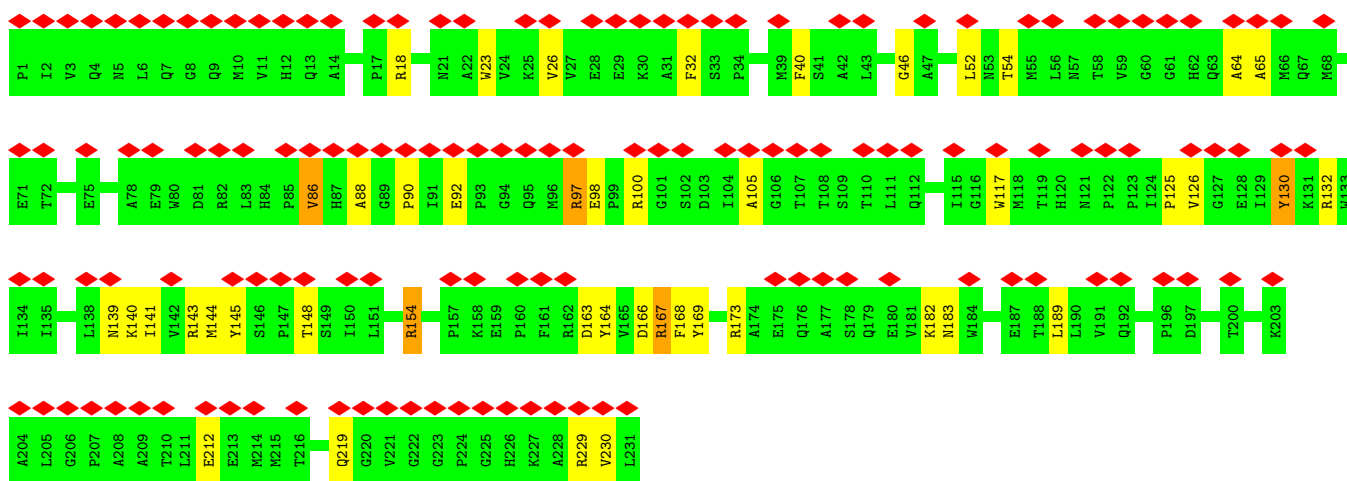 P1 I2 V3 Q4 N5 L6 Q7 G8 Q9 M10 V11 H12 Q13 A14 P17 R18 N21 A22 W23 V24 K25 V26 V27 E28 E29 K30 A31 F32 S33 P34 M39 F40 S41 A42 L43 G46 A47 L52 N53 T54 M55 L56 N57 T58 V59 G60 G61 H62 Q63 A64 A65 M66 Q67 M68
E71 T72 E75 A78 E79 W80 D81 R82 L83 H84 P85 V86 H87 A88 G89 P90 I91 E92 P93 G94 Q95 M96 R97 E98 P99 R100 G101 S102 D103 I104 A105 G106 T107 T108 S109 T110 L111 Q112 I115 G116 W117 M118 T119 H120 N121 P122 P123 I124 P125 V126 G127 E128 I129 Y130 K131 R132 W133
I134 I135 L138 N139 K140 I141 V142 R143 M144 Y145 S146 P147 T148 S149 I150 L151 R154 P157 K158 E159 P160 F161 R162 D163 Y164 V165 D166 R167 F168 Y169 R173 A174 E175 Q176 A177 S178 Q179 E180 V181 K182 N183 W184 E187 T188 L189 L190 V191 Q192 P196 D197 T200 K203
A204 L205 G206 P207 A208 A209 T210 L211 E212 E213 M214 M215 T216 Q219 G220 V221 G222 G223 P224 G225 H226 K227 A228 R229 V230 L231